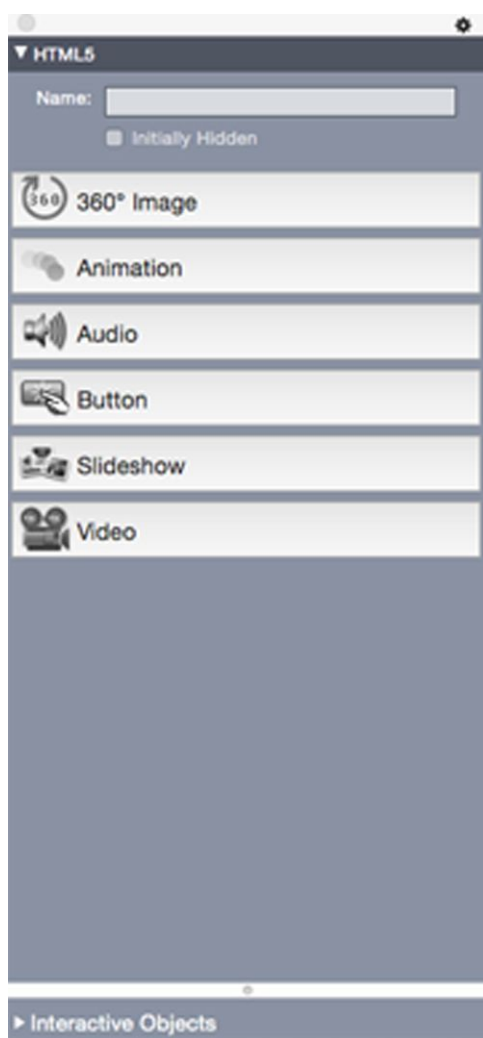 HTML5
Name:
Initially Hidden
360
360° Image
Animation
Audio
Button
Slideshow
Video
Interactive Objects